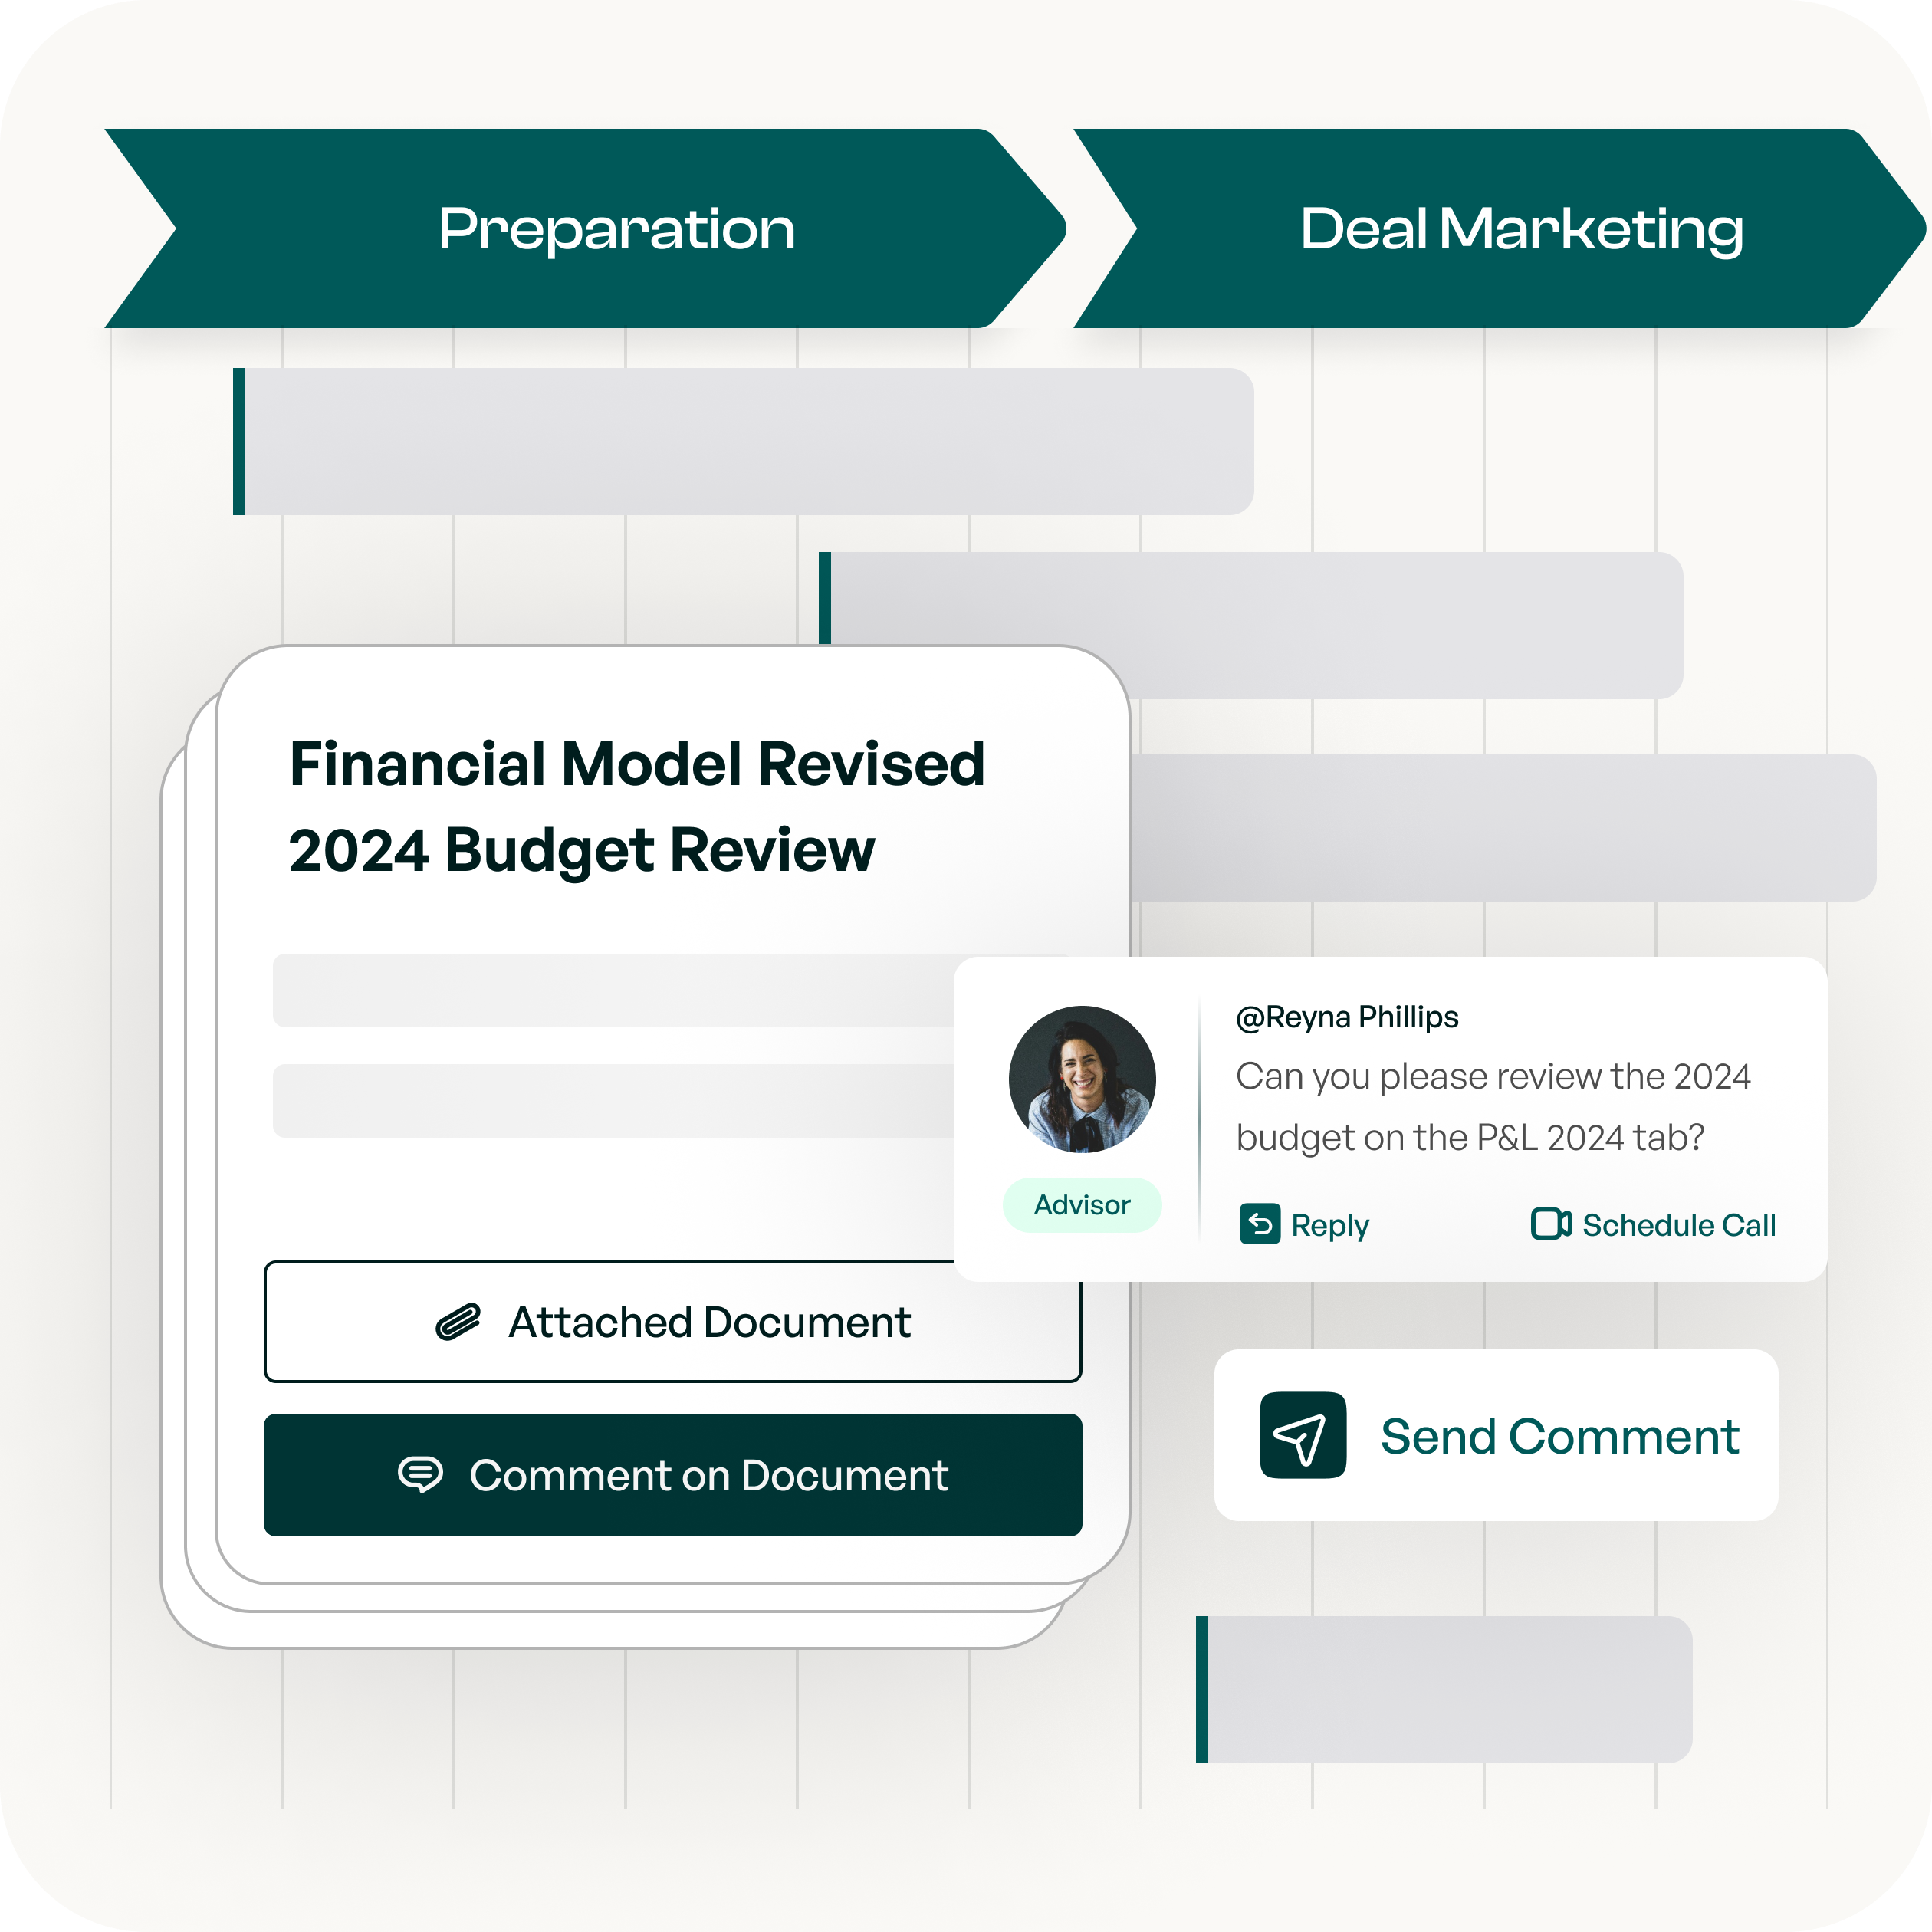 Preparation
Deal Marketing
Financial Model Revised
2024 Budget Review
@Reyna Phillips
Can you please review the 2024
budget on the P&L 2024 tab?
Advisor
Reply
Schedule Call
Attached Document
Comment on Document
Send Comment